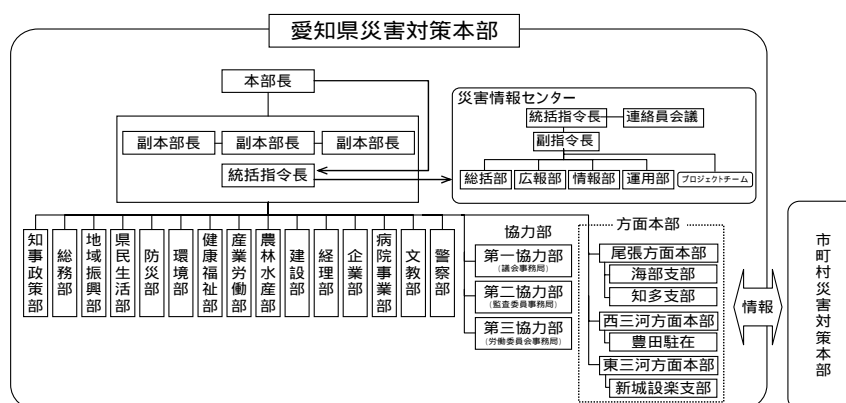 愛知県災害対策本部
本部長
副本部長
副本部長
副本部長
統括指令長
災害情報センター
統括指令長
連絡員会議
副指令長
総括部
広報部
情報部
運用部
プロジェクトチーム
知事政策部
総務部
地域振興部
県民生活部
防災部
環境部
健康福祉部
産業労働部
農林水産部
建設部
経理部
企業部
病院事業部
文教部
警察部
協力部
第一協力部
(議会事務局)
第二協力部
(監査委員事務局)
第三協力部
(労働委員会事務局)
方面本部
尾張方面本部
海部支部
知多支部
西三河方面本部
豊田駐在
東三河方面本部
新城設楽支部
情報
市町村災害対策本部